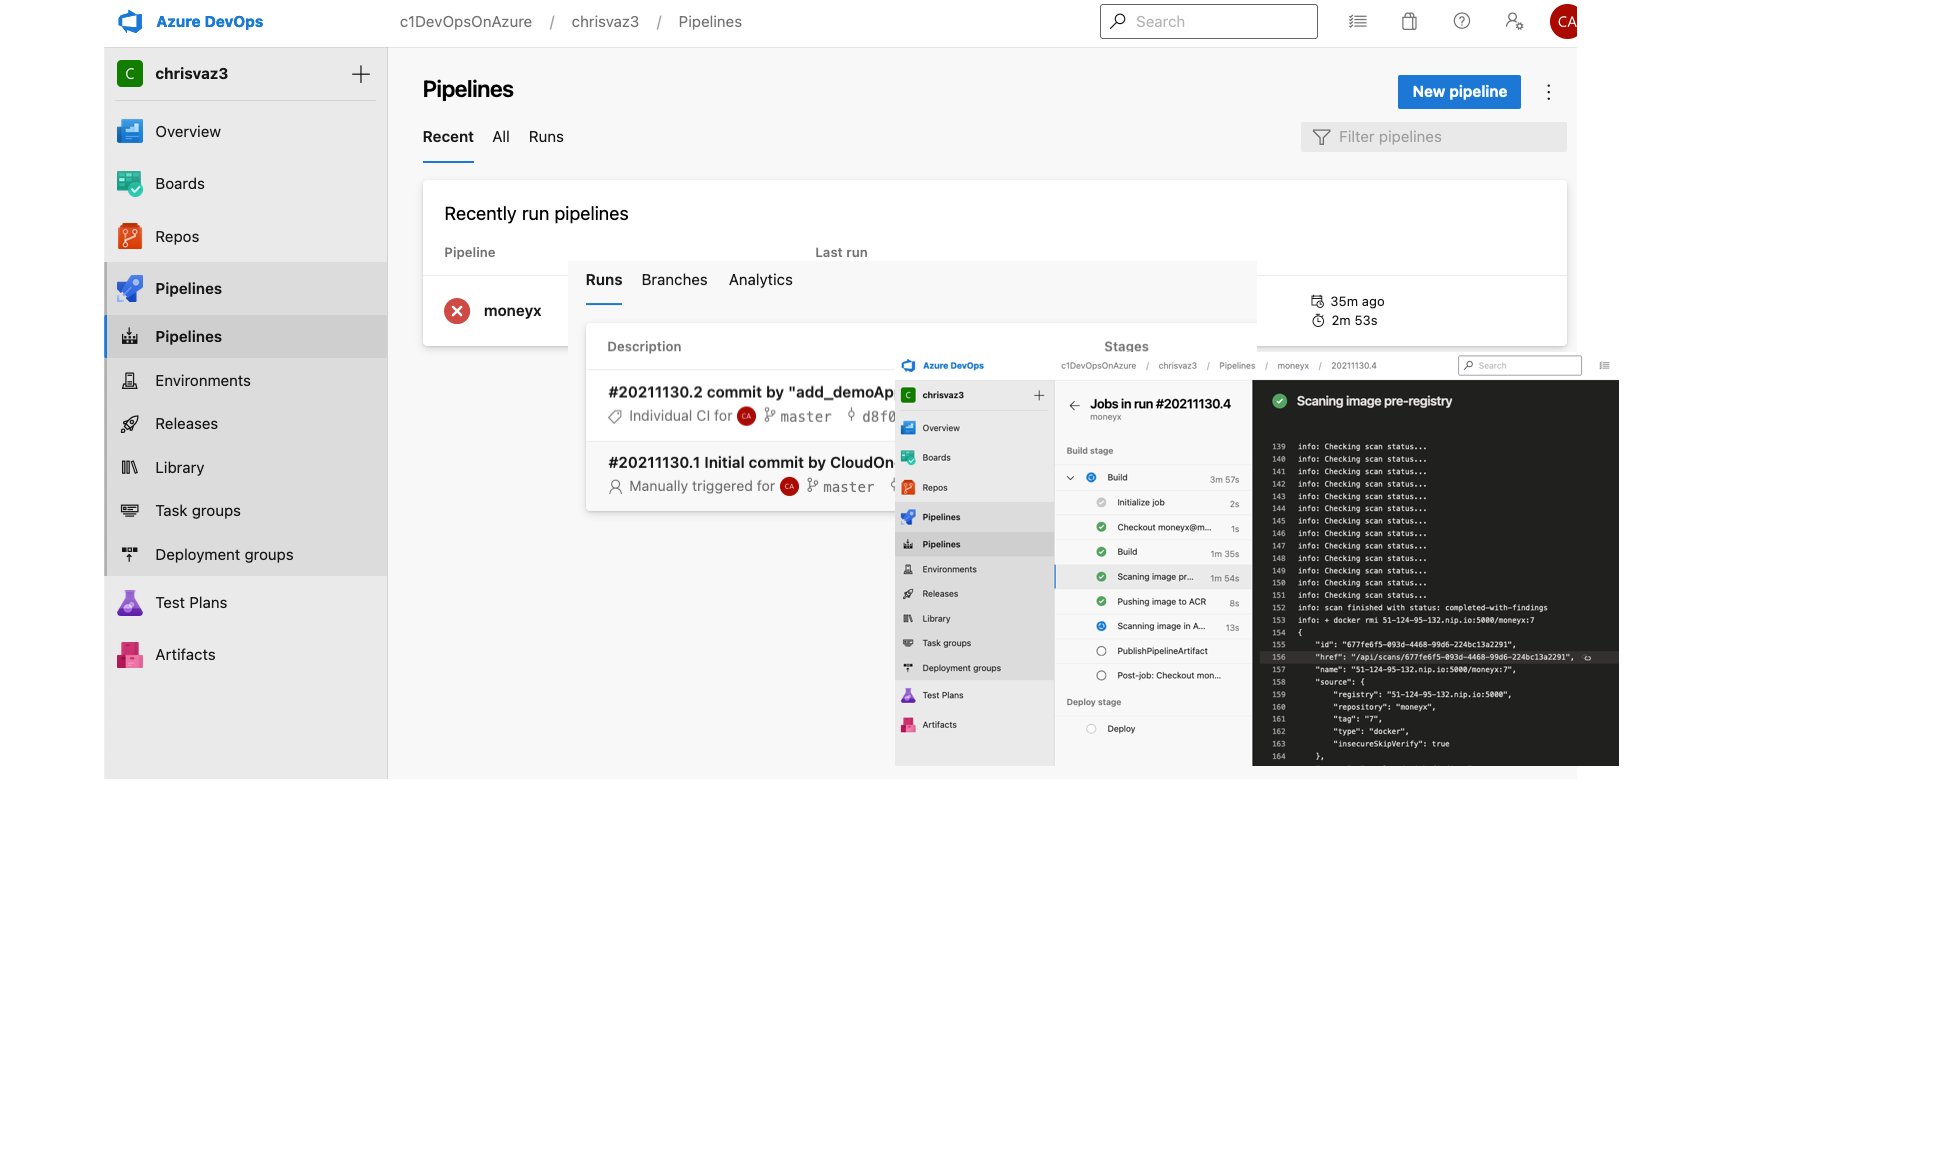 Azure DevOps
c1DevOpsOnAzure / chrisvaz3 / Pipelines
Search
CA
C chrisvaz3
Overview
Boards
Repos
Pipelines
Pipelines
Environments
Releases
Library
Task groups
Deployment groups
Test Plans
Artifacts
Pipelines
New pipeline
Recent All Runs
Filter pipelines
Recently run pipelines
Pipeline Last run
moneyx
35m ago
2m 53s
Runs Branches Analytics
Description Stages
#20211130.2 commit by "add_demoAp
Individual CI for CA master d8f0
#20211130.1 Initial commit by CloudOn
Manually triggered for CA master
Azure DevOps
c1DevOpsOnAzure / chrisvaz3 / Pipelines / moneyx / 20211130.4
Search
C chrisvaz3
Overview
Boards
Repos
Pipelines
Pipelines
Environments
Releases
Library
Task groups
Deployment groups
Test Plans
Artifacts
Jobs in run #20211130.4
moneyx
Build stage
Build 3m 57s
Initialize job 2s
Checkout moneyx@m... 1s
Build 1m 35s
Scaning image pr... 1m 54s
Pushing image to ACR 8s
Scanning image in A... 13s
PublishPipelineArtifact
Post-job: Checkout mon...
Deploy stage
Deploy
Scaning image pre-registry
139 info: Checking scan status...
140 info: Checking scan status...
141 info: Checking scan status...
142 info: Checking scan status...
143 info: Checking scan status...
144 info: Checking scan status...
145 info: Checking scan status...
146 info: Checking scan status...
147 info: Checking scan status...
148 info: Checking scan status...
149 info: Checking scan status...
150 info: Checking scan status...
151 info: Checking scan status...
152 info: scan finished with status: completed-with-findings
153 info: + docker rmi 51-124-95-132.nip.io:5000/moneyx:7
154 {
155 "id": "677fe6f5-093d-4468-99d6-224bc13a2291",
156 "href": "/api/scans/677fe6f5-093d-4468-99d6-224bc13a2291",
157 "name": "51-124-95-132.nip.io:5000/moneyx:7",
158 "source": {
159 "registry": "51-124-95-132.nip.io:5000",
160 "repository": "moneyx",
161 "tag": "7",
162 "type": "docker",
163 "insecureSkipVerify": true
164 },